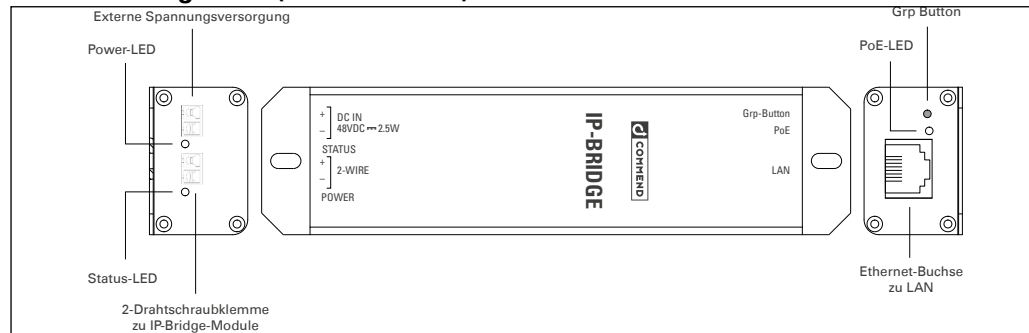 Externe Spannungsversorgung
Grp Button
Power-LED
PoE-LED
+ DC IN
– 48VDC ⎓ 2.5W
STATUS
+
– 2-WIRE
POWER
IP-BRIDGE
COMMEND
Grp-Button
PoE
LAN
Status-LED
2-Drahtschraubklemme
zu IP-Bridge-Module
Ethernet-Buchse
zu LAN